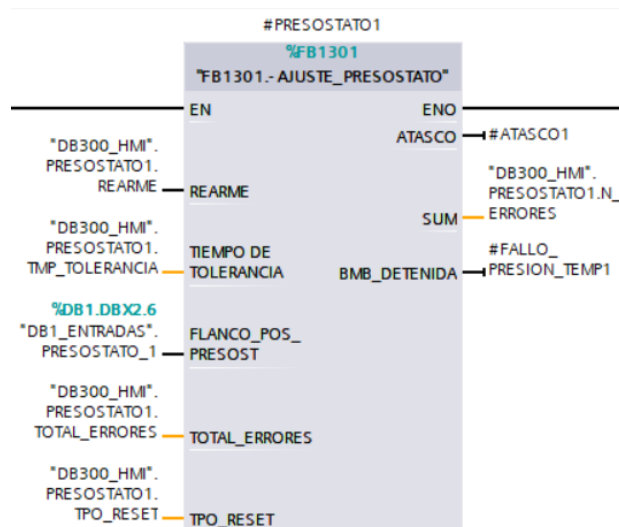 #PRESOSTATO1
%FB1301
"FB1301.- AJUSTE_PRESOSTATO"
EN
ENO
ATASCO
#ATASCO1
"DB300_HMI".
PRESOSTATO1.
REARME
REARME
"DB300_HMI".
PRESOSTATO1.N_
ERRORES
SUM
"DB300_HMI".
PRESOSTATO1.
TMP_TOLERANCIA
TIEMPO DE
TOLERANCIA
BMB_DETENIDA
#FALLO_
PRESION_TEMP1
%DB1.DBX2.6
"DB1_ENTRADAS".
PRESOSTATO_1
FLANCO_POS_
PRESOST
"DB300_HMI".
PRESOSTATO1.
TOTAL_ERRORES
TOTAL_ERRORES
"DB300_HMI".
PRESOSTATO1.
TPO_RESET
TPO_RESET